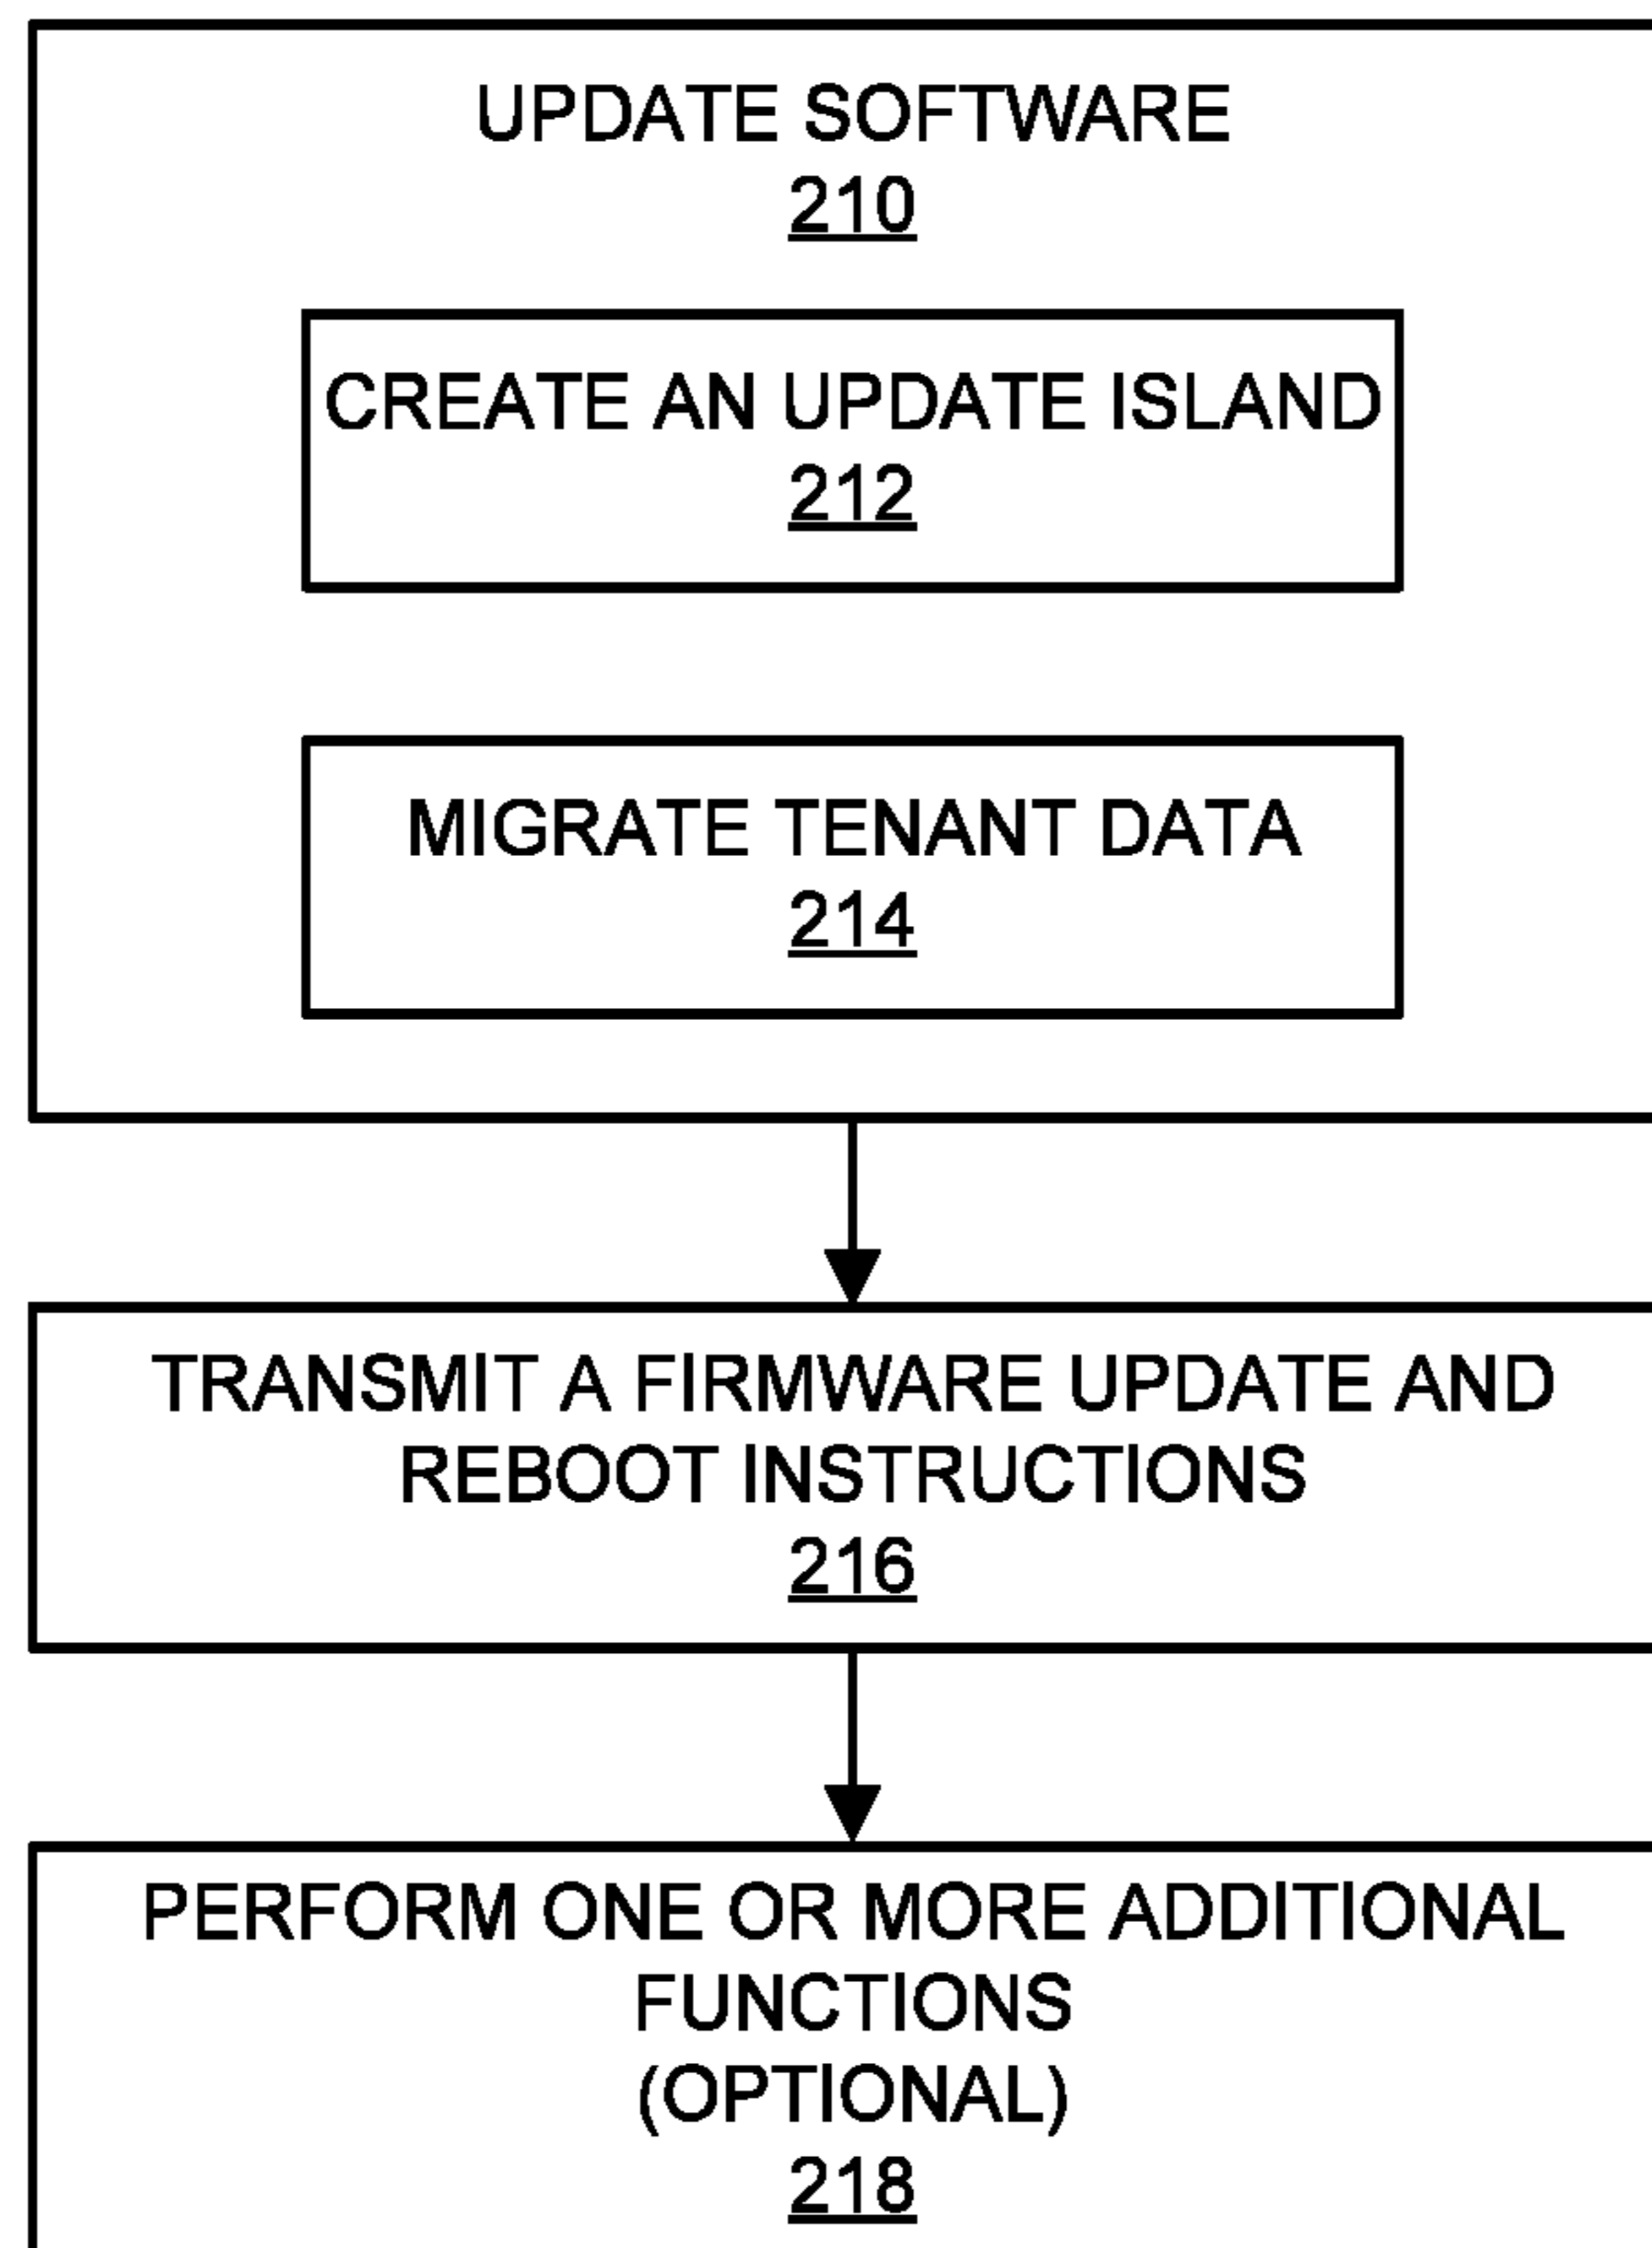 UPDATE SOFTWARE
210
CREATE AN UPDATE ISLAND
212
MIGRATE TENANT DATA
214
TRANSMIT A FIRMWARE UPDATE AND
REBOOT INSTRUCTIONS
216
PERFORM ONE OR MORE ADDITIONAL
FUNCTIONS
(OPTIONAL)
218